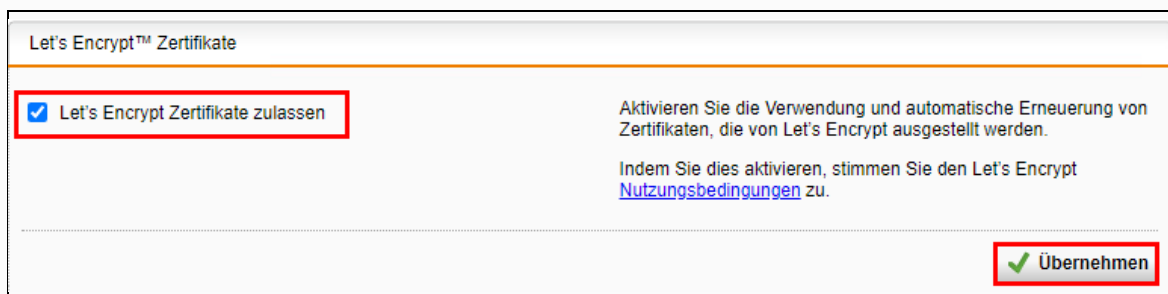 Let's Encrypt™ Zertifikate
Let's Encrypt Zertifikate zulassen
Aktivieren Sie die Verwendung und automatische Erneuerung von
Zertifikaten, die von Let's Encrypt ausgestellt werden.
Indem Sie dies aktivieren, stimmen Sie den Let's Encrypt
Nutzungsbedingungen zu.
Übernehmen